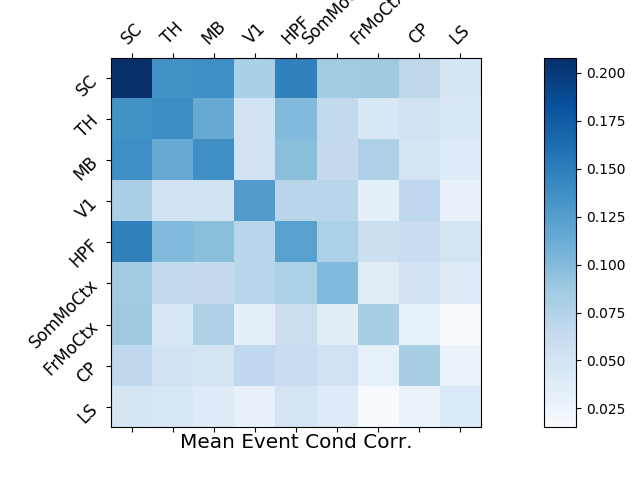 SC TH MB V1 HPF SomMoCtx FrMoCtx CP LS
SC
TH
MB
V1
HPF
SomMoCtx
FrMoCtx
CP
LS
Mean Event Cond Corr.
0.200
0.175
0.150
0.125
0.100
0.075
0.050
0.025